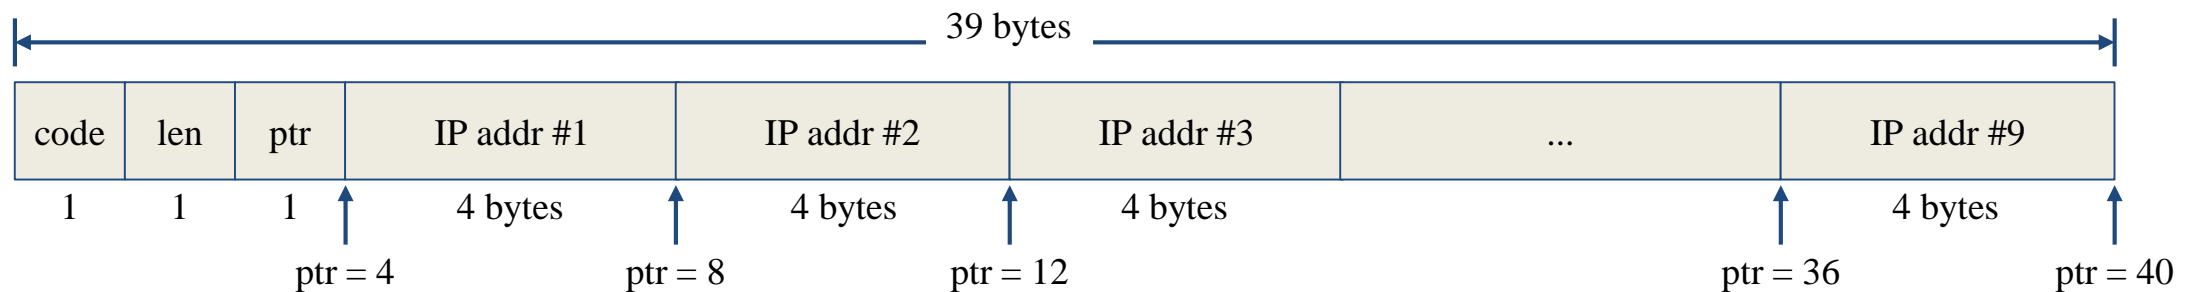 39 bytes
code len ptr IP addr #1 IP addr #2 IP addr #3 ... IP addr #9
1 1 1 4 bytes 4 bytes 4 bytes 4 bytes
ptr = 4 ptr = 8 ptr = 12 ptr = 36 ptr = 40